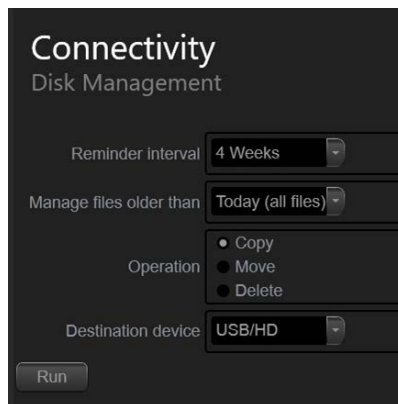 Connectivity
Disk Management
Reminder interval 4 Weeks
Manage files older than Today (all files)
Operation
Copy
Move
Delete
Destination device USB/HD
Run